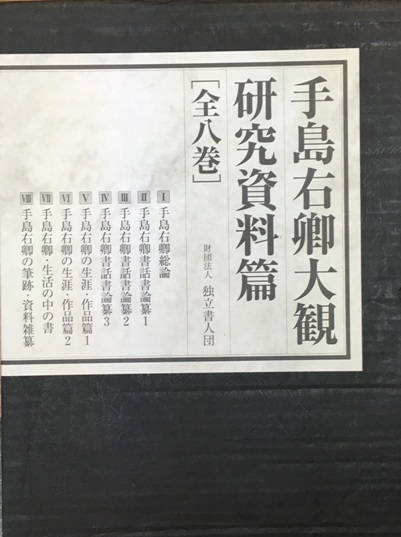 手島右卿大観
研究資料篇
［全八巻］
財団法人 独立書人団
Ⅰ 手島右卿総論
Ⅱ 手島右卿書話書論纂1
Ⅲ 手島右卿書話書論纂2
Ⅳ 手島右卿書話書論纂3
Ⅴ 手島右卿の生涯・作品篇1
Ⅵ 手島右卿の生涯・作品篇2
Ⅶ 手島右卿・生活の中の書
Ⅷ 手島右卿の筆跡・資料雑纂